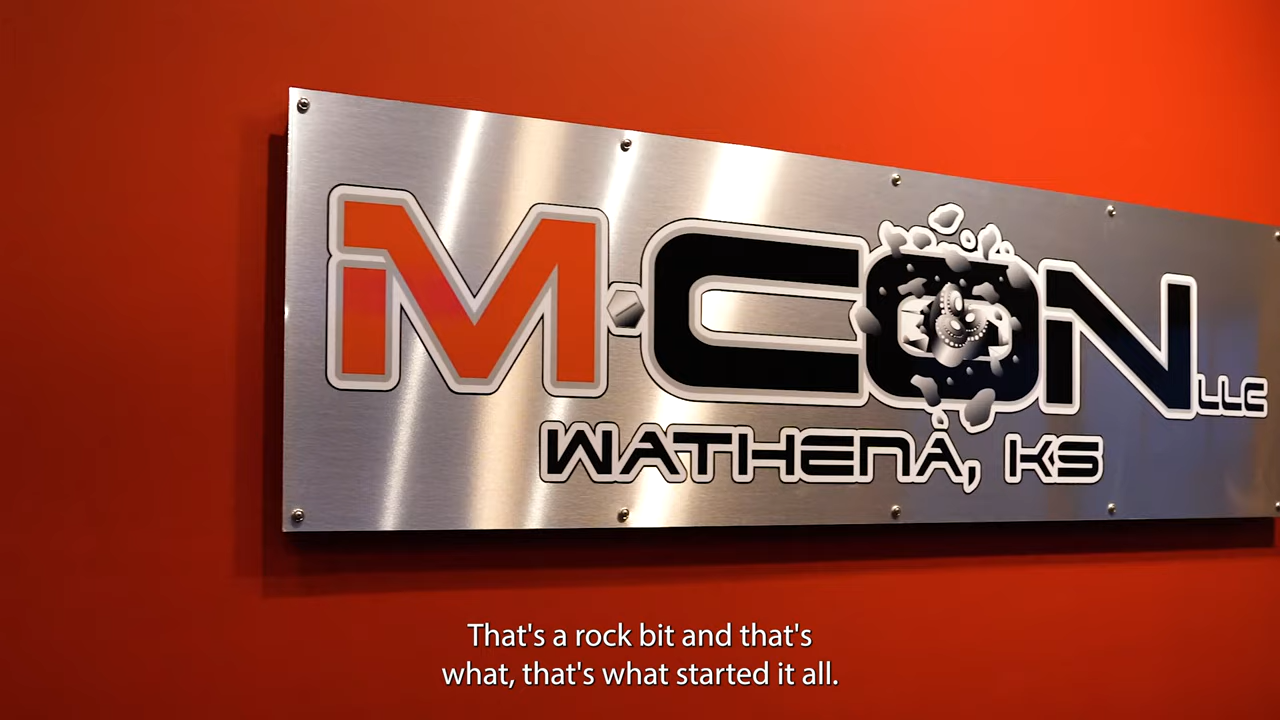 M·CON LLC
WATHENA, KS
That's a rock bit and that's
what, that's what started it all.